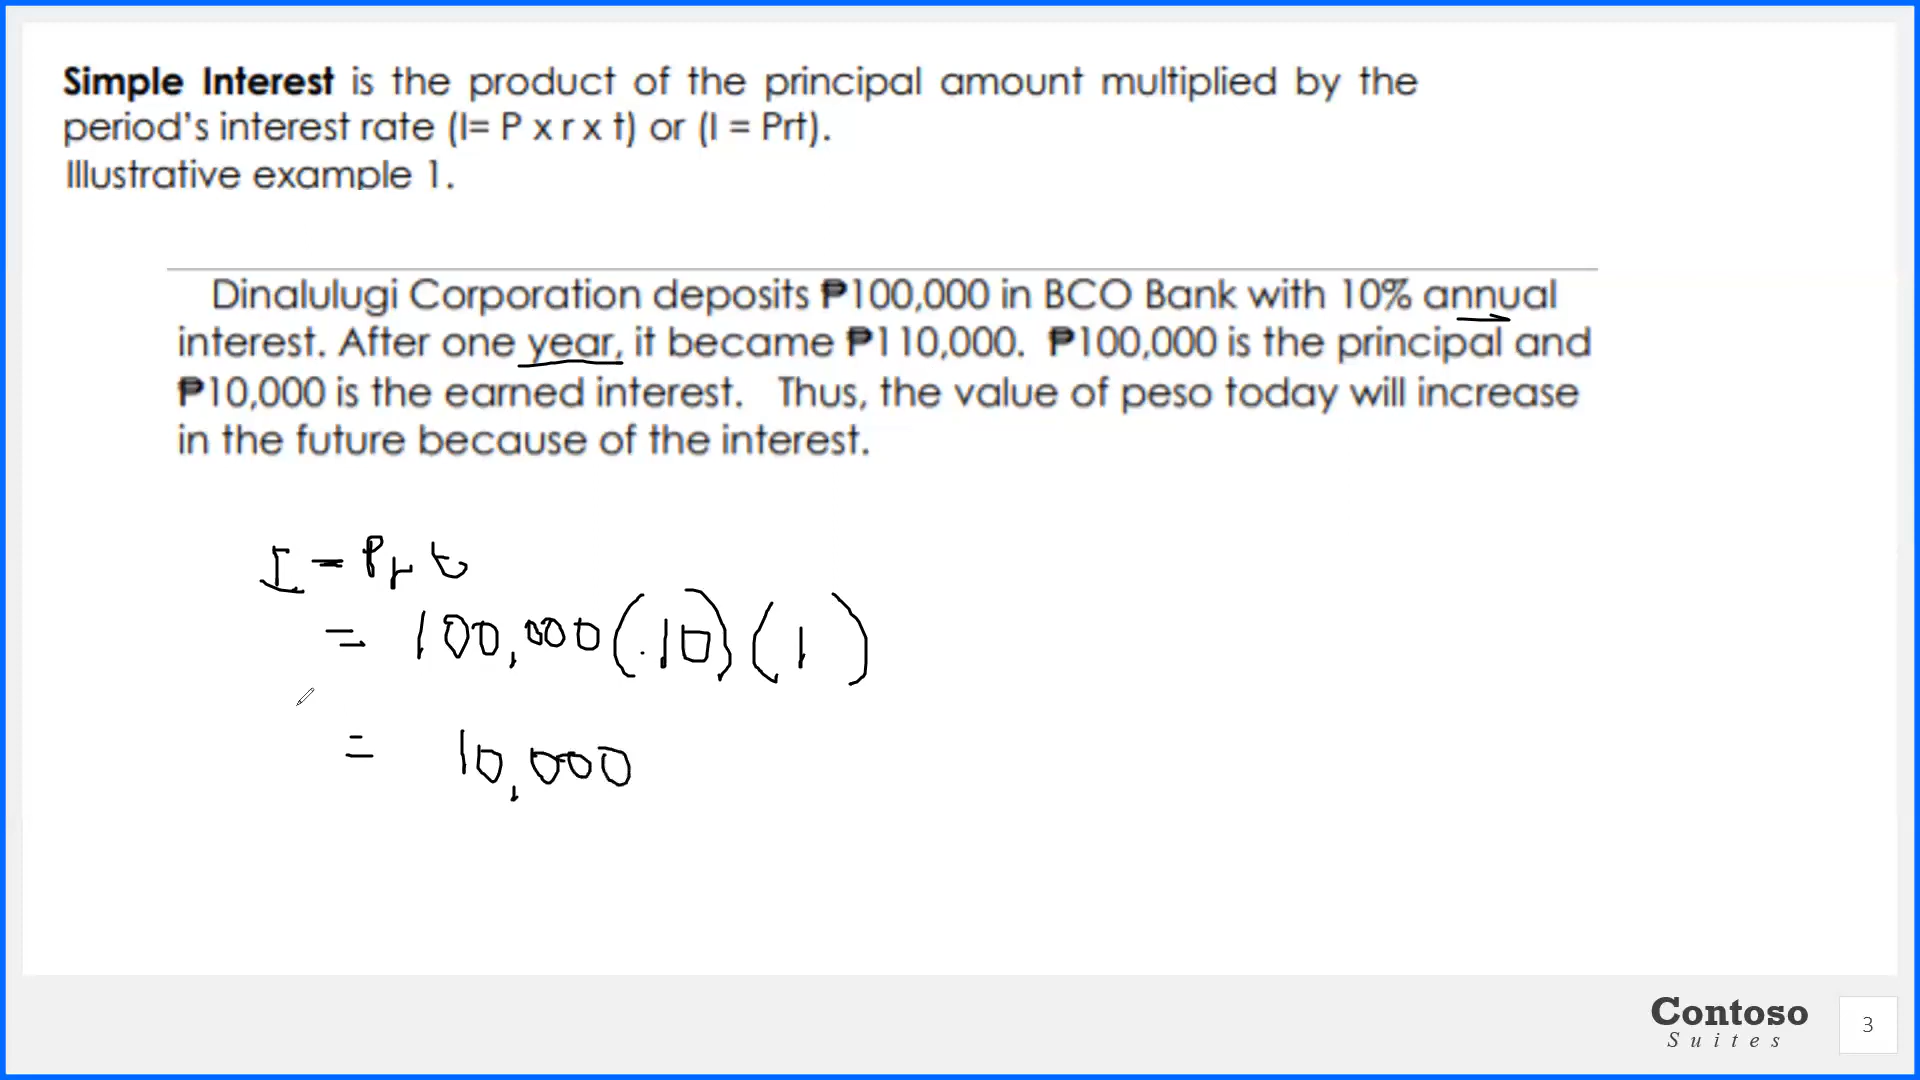 Simple Interest is the product of the principal amount multiplied by the
period's interest rate (I= P x r x t) or (I = Prt).
Illustrative example 1.
Dinalulugi Corporation deposits ₱100,000 in BCO Bank with 10% annual
interest. After one year, it became ₱110,000. ₱100,000 is the principal and
₱10,000 is the earned interest. Thus, the value of peso today will increase
in the future because of the interest.
I = Prt
= 100,000 (.10) (1)
= 10,000
Contoso
Suites
3